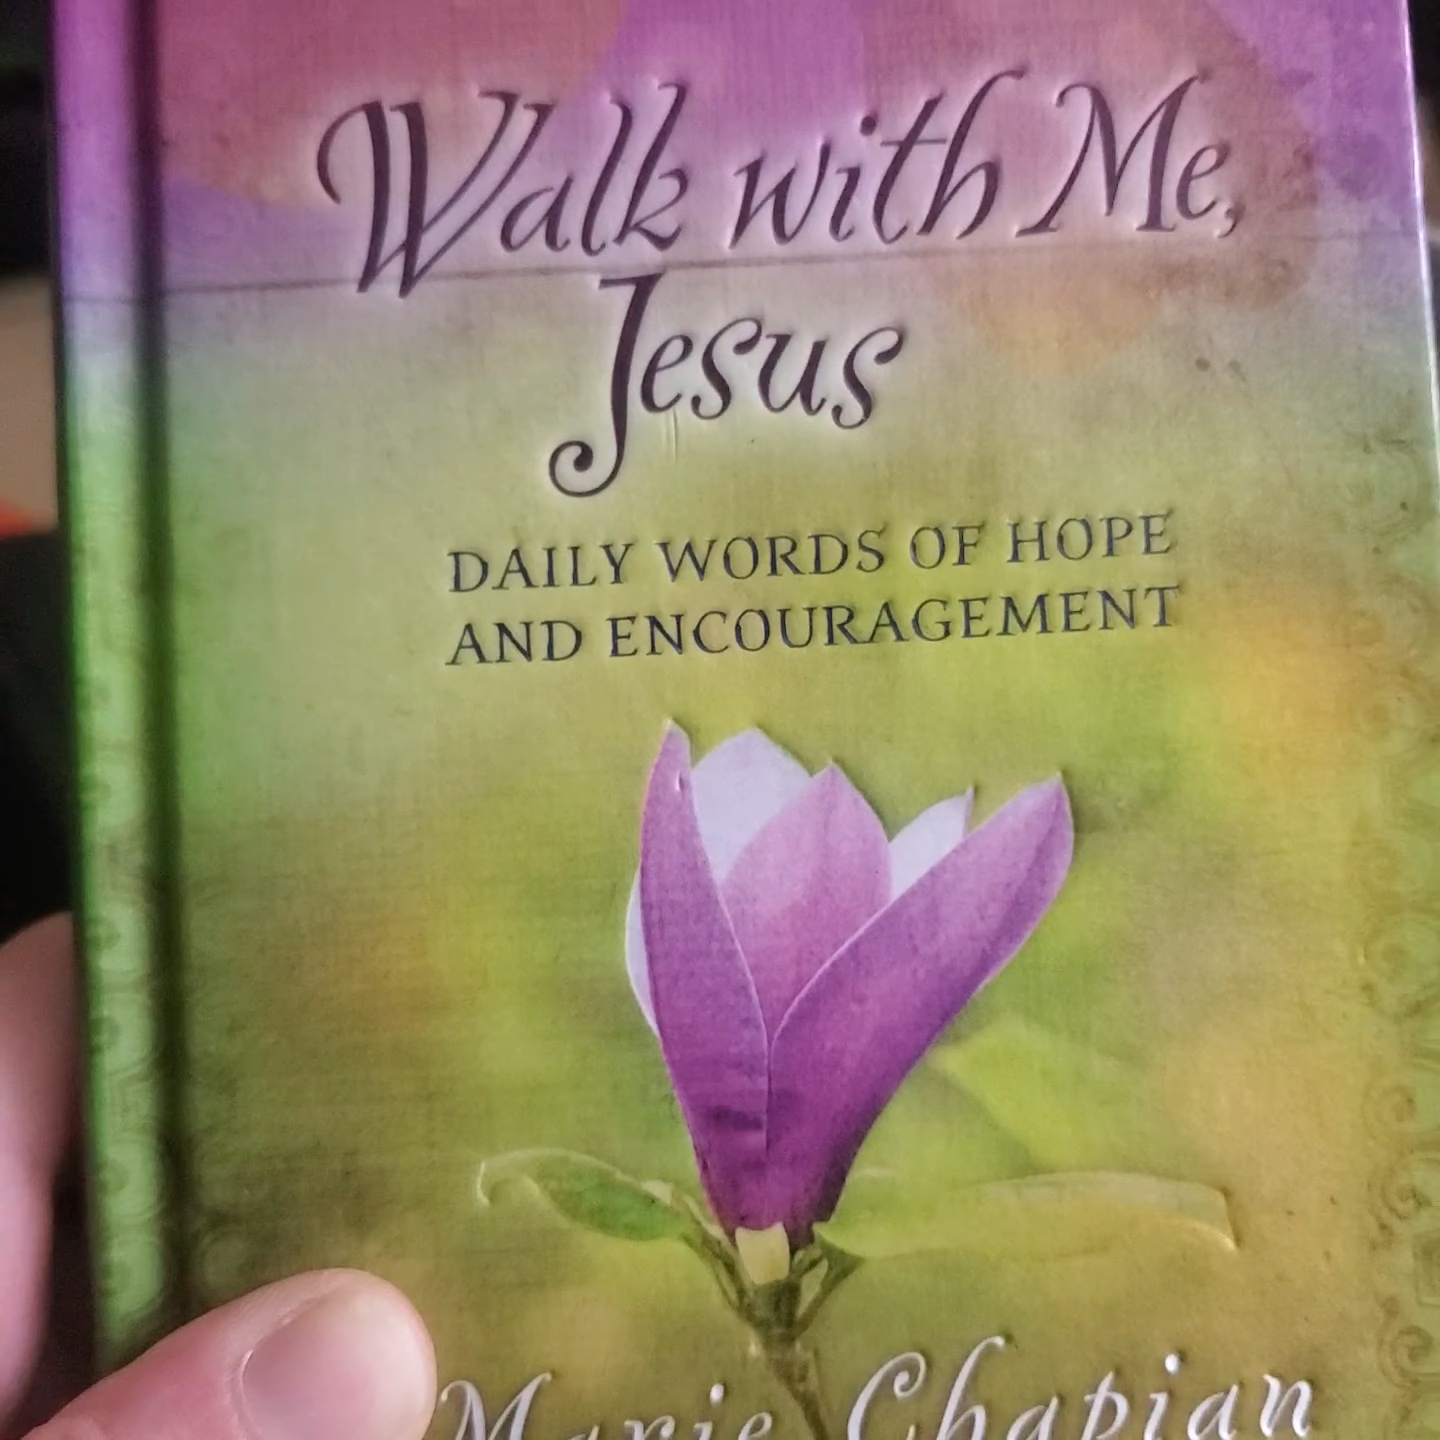 Walk with Me,
Jesus
DAILY WORDS OF HOPE
AND ENCOURAGEMENT
Marie Chapian